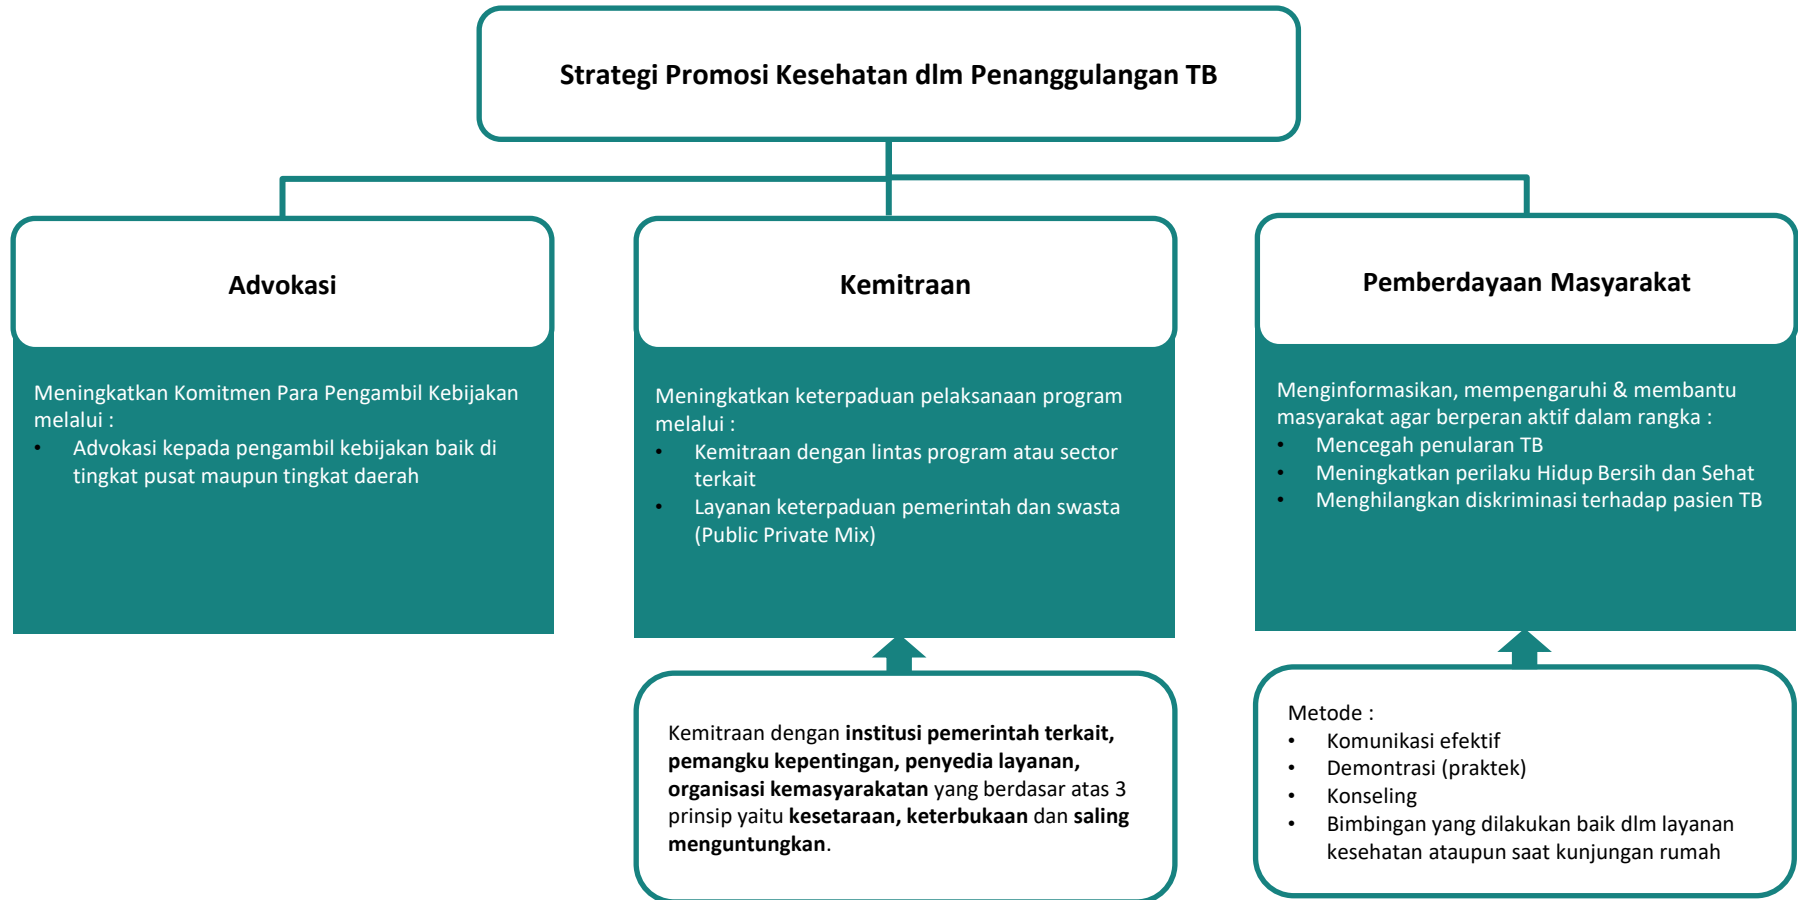 Strategi Promosi Kesehatan dlm Penanggulangan TB
Advokasi
Meningkatkan Komitmen Para Pengambil Kebijakan
melalui :
• Advokasi kepada pengambil kebijakan baik di
tingkat pusat maupun tingkat daerah
Kemitraan
Meningkatkan keterpaduan pelaksanaan program
melalui :
• Kemitraan dengan lintas program atau sector
terkait
• Layanan keterpaduan pemerintah dan swasta
(Public Private Mix)
Kemitraan dengan institusi pemerintah terkait,
pemangku kepentingan, penyedia layanan,
organisasi kemasyarakatan yang berdasar atas 3
prinsip yaitu kesetaraan, keterbukaan dan saling
menguntungkan.
Pemberdayaan Masyarakat
Menginformasikan, mempengaruhi & membantu
masyarakat agar berperan aktif dalam rangka :
• Mencegah penularan TB
• Meningkatkan perilaku Hidup Bersih dan Sehat
• Menghilangkan diskriminasi terhadap pasien TB
Metode :
• Komunikasi efektif
• Demontrasi (praktek)
• Konseling
• Bimbingan yang dilakukan baik dlm layanan
kesehatan ataupun saat kunjungan rumah